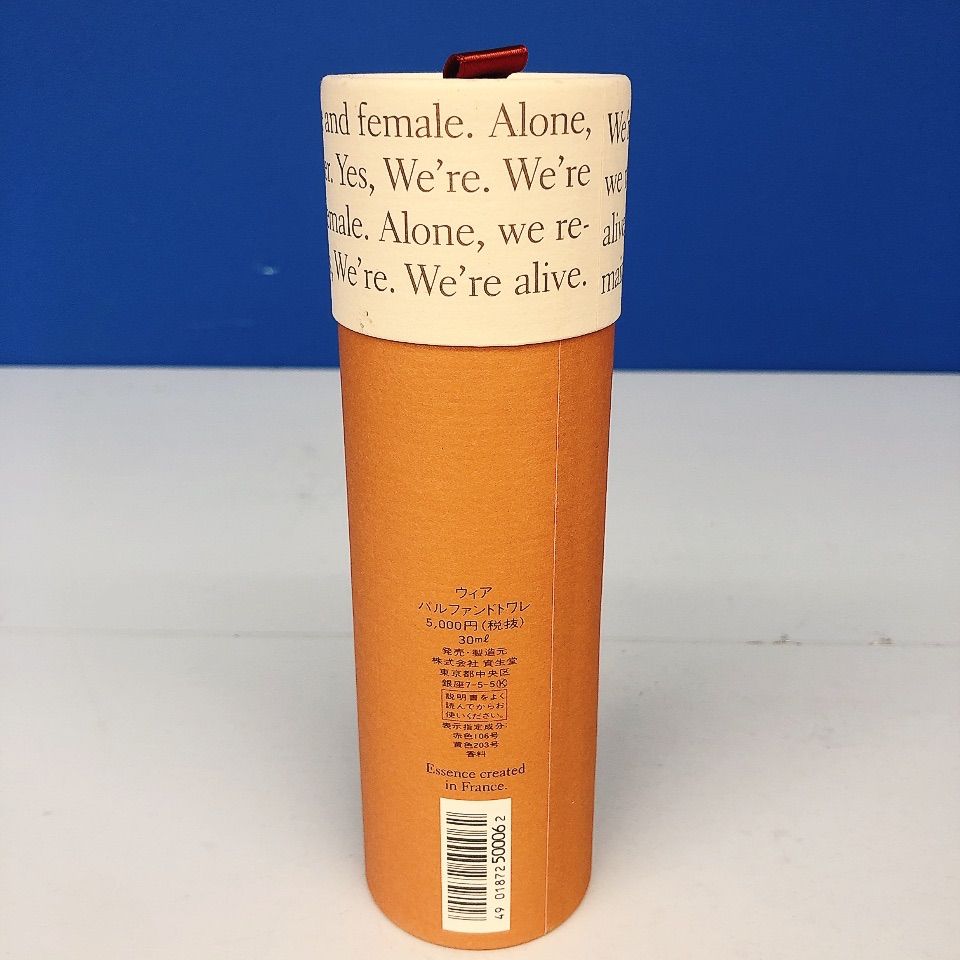 and female. Alone,
Yes, We're. We're
male. Alone, we re-
We're. We're alive.
We'
we
alive
mai
ウィア
パルファンドトワレ
5,000円(税抜)
30ml
発売・製造元
株式会社 資生堂
東京都中央区
銀座7-5-5Ⓚ
説明書をよく
読んでからお
使いください。
表示指定成分:
赤色106号
黄色203号
香料
Essence created
in France.
49 01872 50006 2